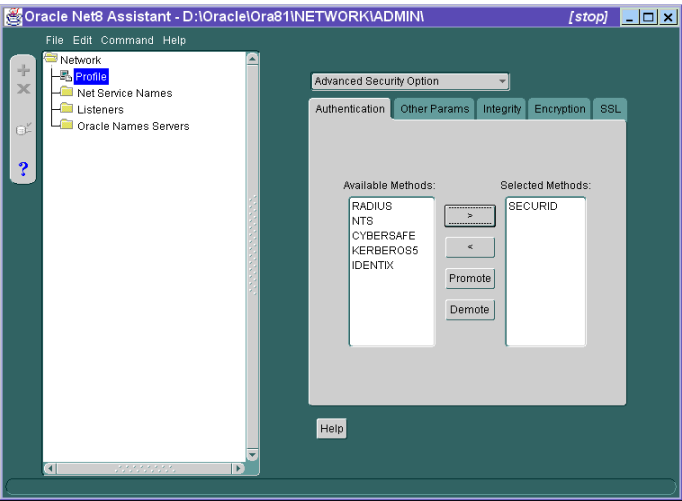 Oracle Net8 Assistant - D:\Oracle\Ora81\NETWORK\ADMIN\ [stop]
File Edit Command Help
Network
Profile
Net Service Names
Listeners
Oracle Names Servers
?
Advanced Security Option
Authentication Other Params Integrity Encryption SSL
Available Methods: Selected Methods:
RADIUS SECURID
NTS
CYBERSAFE
KERBEROS5
IDENTIX
>
<
Promote
Demote
Help